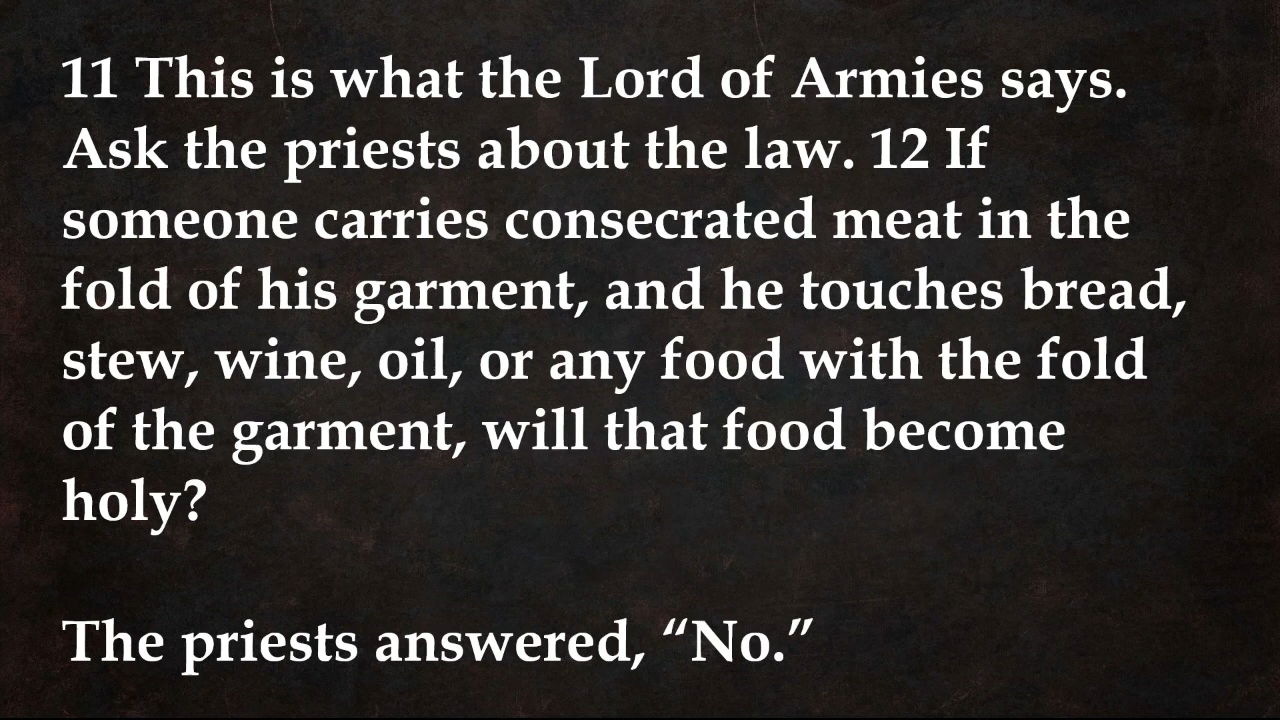 11 This is what the Lord of Armies says.
Ask the priests about the law. 12 If
someone carries consecrated meat in the
fold of his garment, and he touches bread,
stew, wine, oil, or any food with the fold
of the garment, will that food become
holy?
The priests answered, “No.”